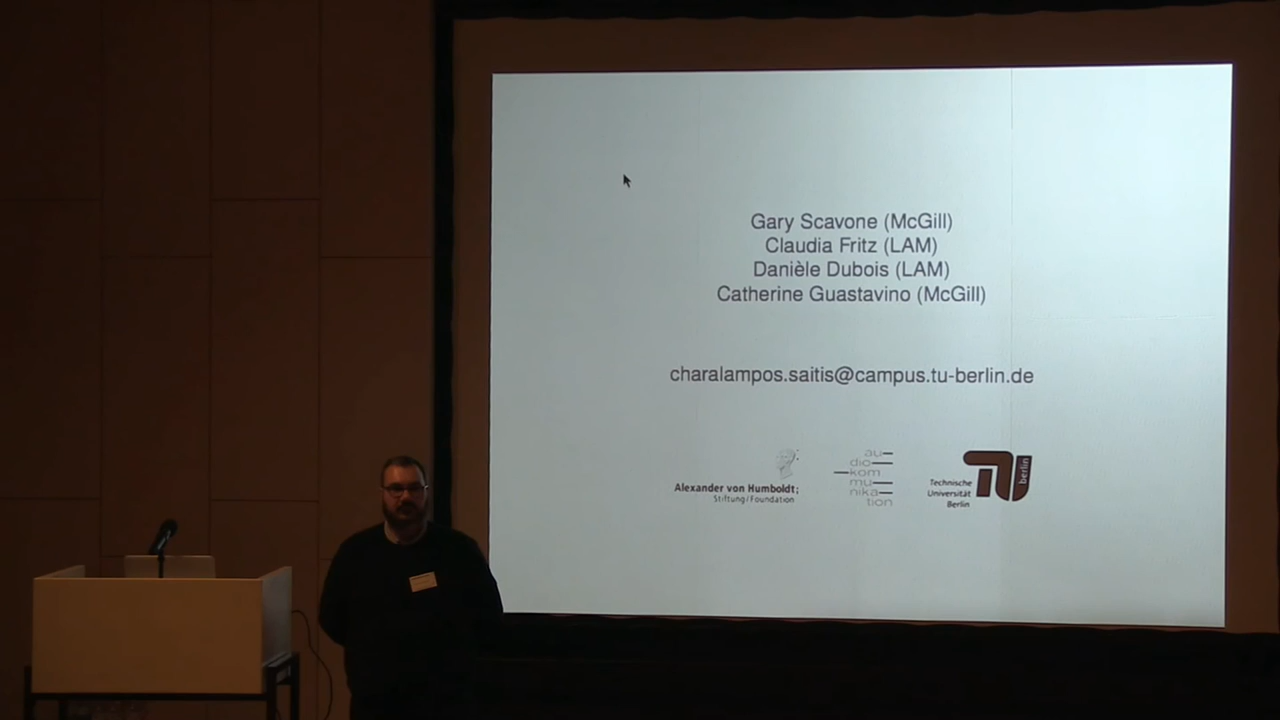 Gary Scavone (McGill)
Claudia Fritz (LAM)
Danièle Dubois (LAM)
Catherine Guastavino (McGill)
charalampos.saitis@campus.tu-berlin.de
Alexander von Humboldt;
Stiftung/Foundation
au–
dio–
–kom
mu–
nika–
tion
Technische
Universität
Berlin
TU
berlin